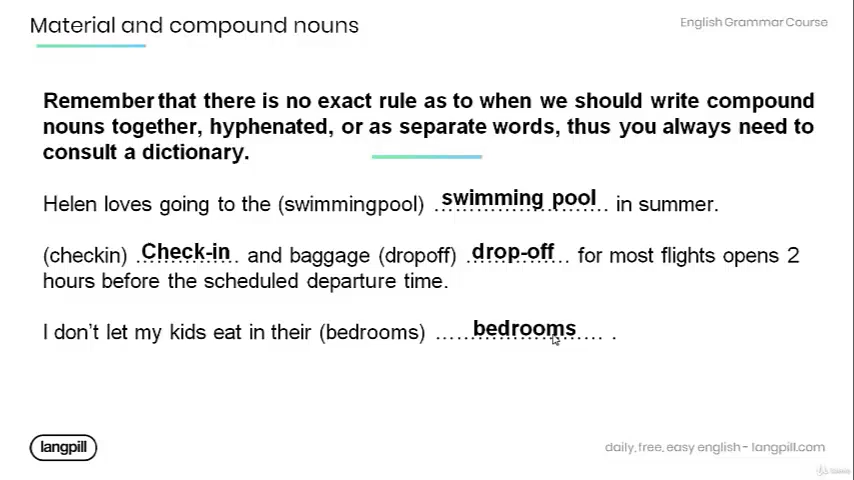 Material and compound nouns
English Grammar Course
Remember that there is no exact rule as to when we should write compound
nouns together, hyphenated, or as separate words, thus you always need to
consult a dictionary.
Helen loves going to the (swimmingpool) swimming pool in summer.
(checkin) Check-in and baggage (dropoff) drop-off for most flights opens 2
hours before the scheduled departure time.
I don't let my kids eat in their (bedrooms) bedrooms .
langpill
daily, free, easy english - langpill.com
Udemy